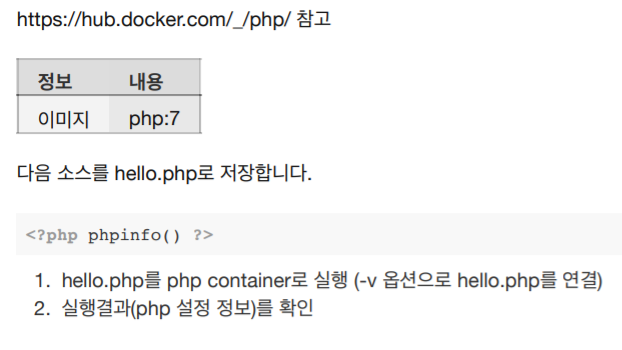 https://hub.docker.com/_/php/ 참고
정보 내용
이미지 php:7
다음 소스를 hello.php로 저장합니다.
<?php phpinfo() ?>
1. hello.php를 php container로 실행 (-v 옵션으로 hello.php를 연결)
2. 실행결과(php 설정 정보)를 확인